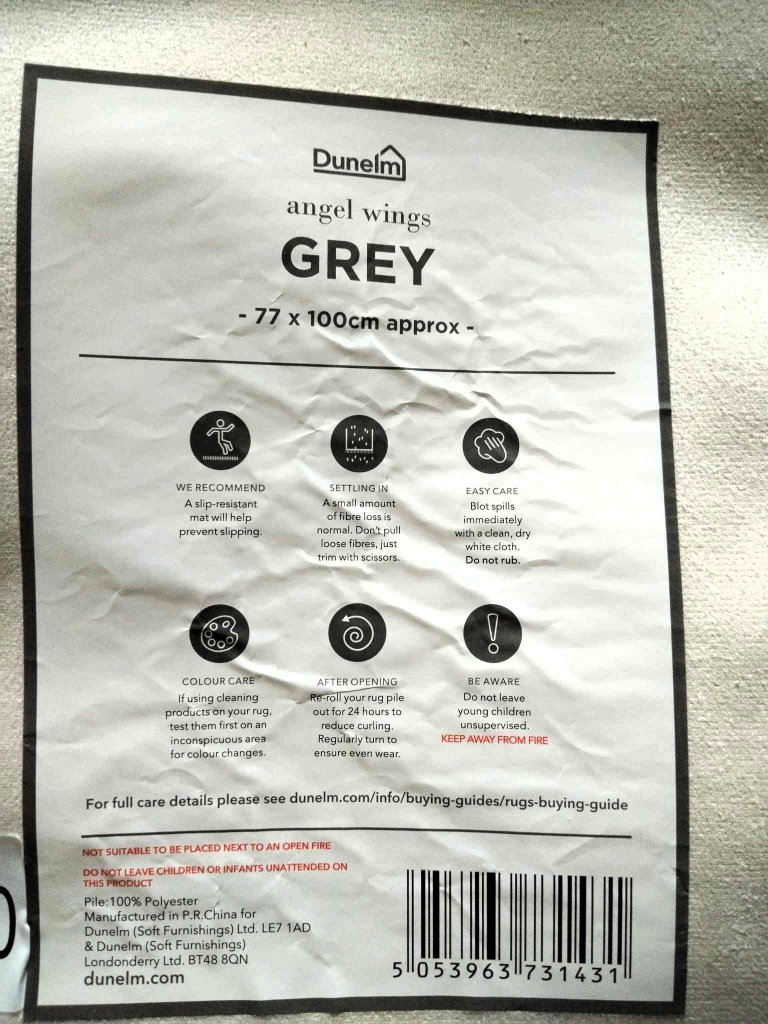 Dunelm
angel wings
GREY
- 77 x 100cm approx -
WE RECOMMEND
A slip-resistant
mat will help
prevent slipping.
SETTLING IN
A small amount
of fibre loss is
normal. Don't pull
loose fibres, just
trim with scissors.
EASY CARE
Blot spills
immediately
with a clean, dry
white cloth.
Do not rub.
COLOUR CARE
If using cleaning
products on your rug,
test them first on an
inconspicuous area
for colour changes.
AFTER OPENING
Re-roll your rug pile
out for 24 hours to
reduce curling.
Regularly turn to
ensure even wear.
BE AWARE
Do not leave
young children
unsupervised.
KEEP AWAY FROM FIRE
For full care details please see dunelm.com/info/buying-guides/rugs-buying-guide
NOT SUITABLE TO BE PLACED NEXT TO AN OPEN FIRE
DO NOT LEAVE CHILDREN OR INFANTS UNATTENDED ON
THIS PRODUCT
Pile:100% Polyester
Manufactured in P.R.China for
Dunelm (Soft Furnishings) Ltd. LE7 1AD
& Dunelm (Soft Furnishings)
Londonderry Ltd. BT48 8QN
dunelm.com
5 053963 731431